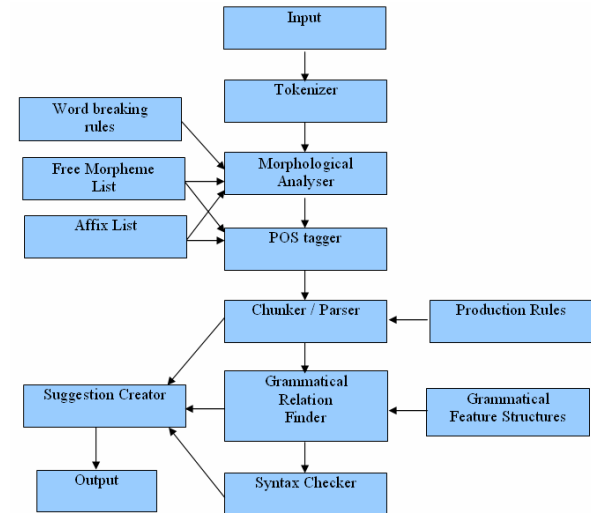 Input
Tokenizer
Word breaking
rules
Morphological
Analyser
Free Morpheme
List
Affix List
POS tagger
Chunker / Parser
Production Rules
Suggestion Creator
Grammatical
Relation
Finder
Grammatical
Feature Structures
Output
Syntax Checker